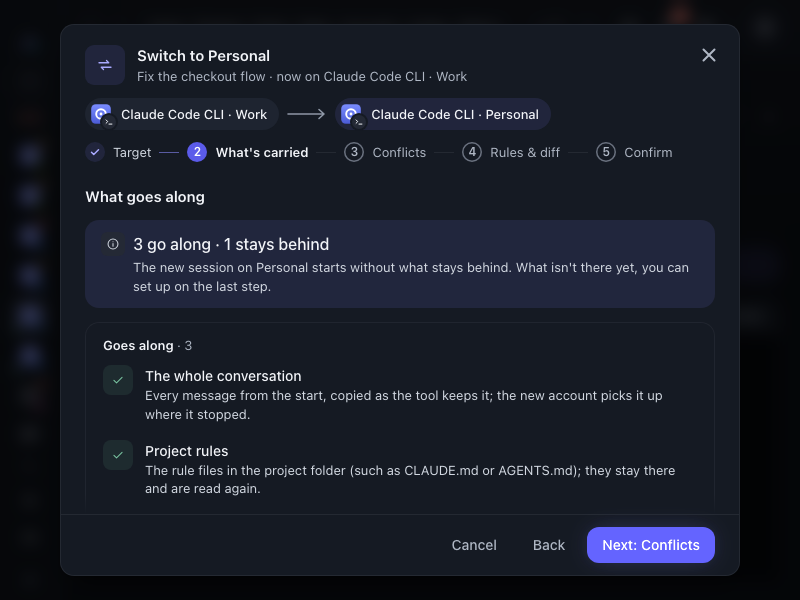 Switch to Personal
Fix the checkout flow · now on Claude Code CLI · Work
Claude Code CLI · Work
Claude Code CLI · Personal
Target
2 What's carried
3 Conflicts
4 Rules & diff
5 Confirm
What goes along
3 go along · 1 stays behind
The new session on Personal starts without what stays behind. What isn't there yet, you can
set up on the last step.
Goes along · 3
The whole conversation
Every message from the start, copied as the tool keeps it; the new account picks it up
where it stopped.
Project rules
The rule files in the project folder (such as CLAUDE.md or AGENTS.md); they stay there
and are read again.
Cancel
Back
Next: Conflicts